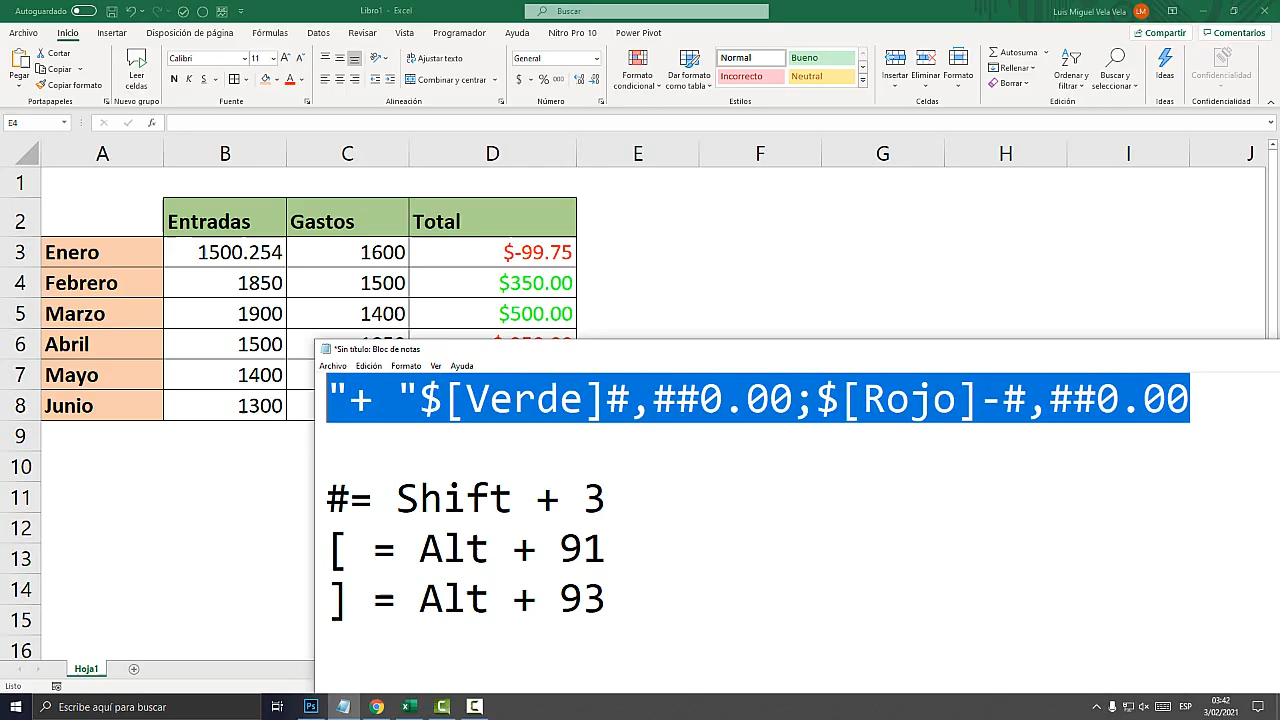 Autoguardado
Libro1 - Excel
Buscar
Luis Miguel Vela Vela
LM
Archivo Inicio Insertar Disposición de página Fórmulas Datos Revisar Vista Programador Ayuda Nitro Pro 10 Power Pivot
Compartir
Comentarios
Pegar
Cortar
Copiar
Copiar formato
Portapapeles
Leer celdas
Nuevo grupo
Calibri 11
N K S
Fuente
Ajustar texto
Combinar y centrar
Alineación
General
$ % 000
Número
Formato condicional
Dar formato como tabla
Normal Bueno
Incorrecto Neutral
Estilos
Insertar Eliminar Formato
Celdas
Autosuma
Rellenar
Borrar
Ordenar y filtrar
Buscar y seleccionar
Edición
Ideas
Ideas
Confidencialidad
Confidencialidad
E4
fx
A B C D E F G H I J
1
2 Entradas Gastos Total
3 Enero 1500.254 1600 $-99.75
4 Febrero 1850 1500 $350.00
5 Marzo 1900 1400 $500.00
6 Abril 1500
7 Mayo 1400
8 Junio 1300
9
10
11
12
13
14
15
16
*Sin título: Bloc de notas
Archivo Edición Formato Ver Ayuda
"+ "$[Verde]#,##0.00;$[Rojo]-#,##0.00
#= Shift + 3
[ = Alt + 91
] = Alt + 93
Hoja1
Listo
Escribe aquí para buscar
ESP
03:42
3/02/2021